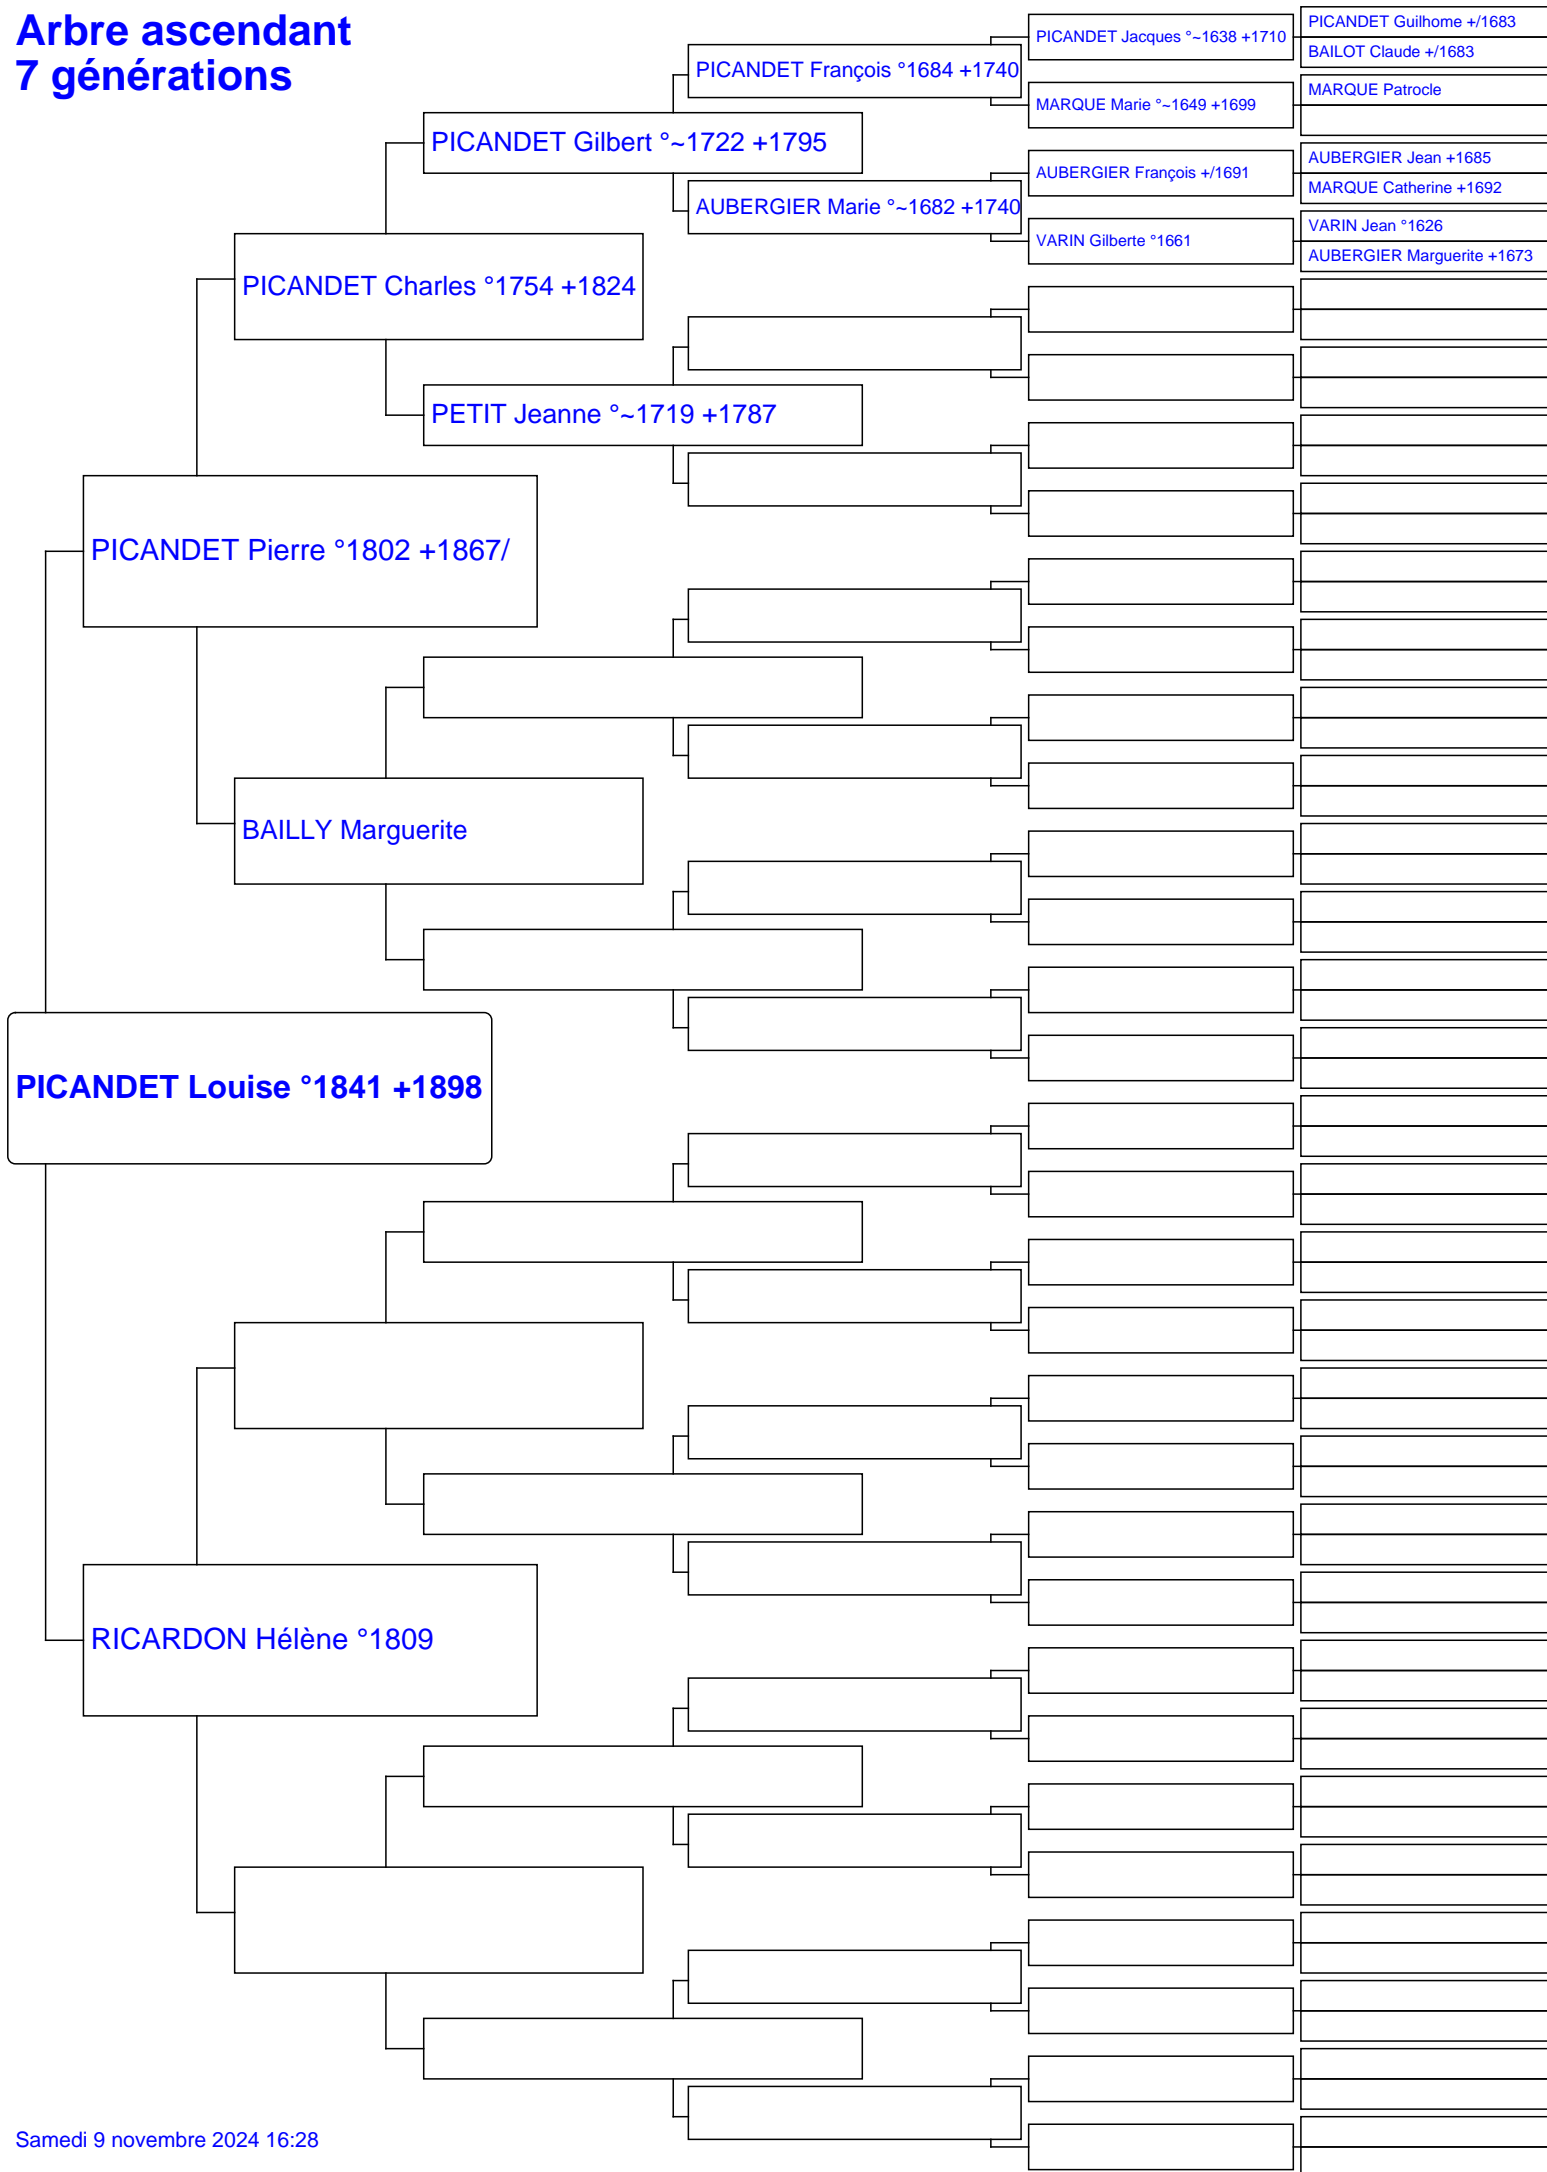 Arbre ascendant
7 générations
PICANDET Louise °1841 +1898
PICANDET Pierre °1802 +1867/
RICARDON Hélène °1809
PICANDET Charles °1754 +1824
BAILLY Marguerite
PICANDET Gilbert °~1722 +1795
PETIT Jeanne °~1719 +1787
PICANDET François °1684 +1740
AUBERGIER Marie °~1682 +1740
PICANDET Jacques °~1638 +1710
MARQUE Marie °~1649 +1699
AUBERGIER François +/1691
VARIN Gilberte °1661
PICANDET Guilhome +/1683
BAILOT Claude +/1683
MARQUE Patrocle
AUBERGIER Jean +1685
MARQUE Catherine +1692
VARIN Jean °1626
AUBERGIER Marguerite +1673
Samedi 9 novembre 2024 16:28